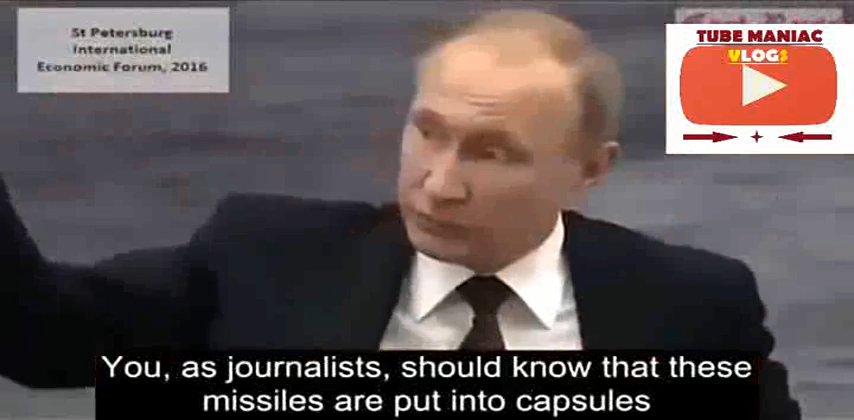 St Petersburg
International
Economic Forum, 2016
TUBE MANIAC
VLOGS
You, as journalists, should know that these
missiles are put into capsules